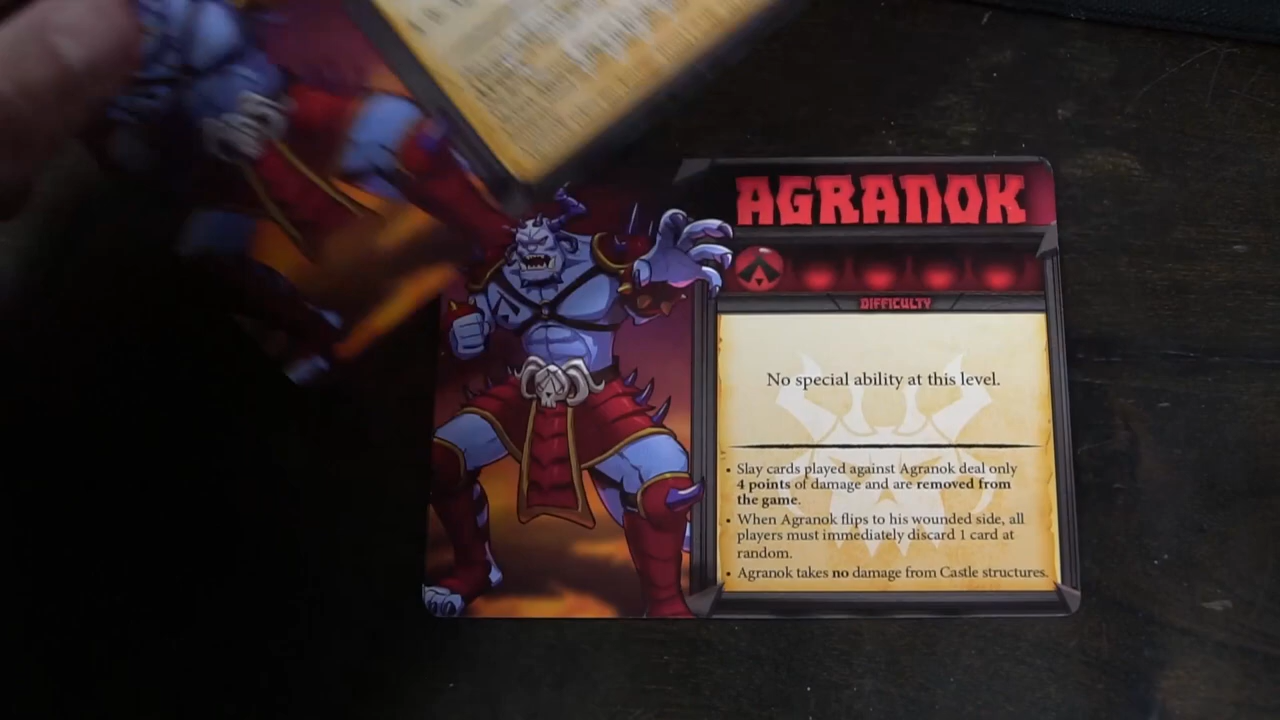 AGRANOK
DIFFICULTY
No special ability at this level.
• Slay cards played against Agranok deal only
4 points of damage and are removed from
the game.
• When Agranok flips to his wounded side, all
players must immediately discard 1 card at
random.
• Agranok takes no damage from Castle structures.